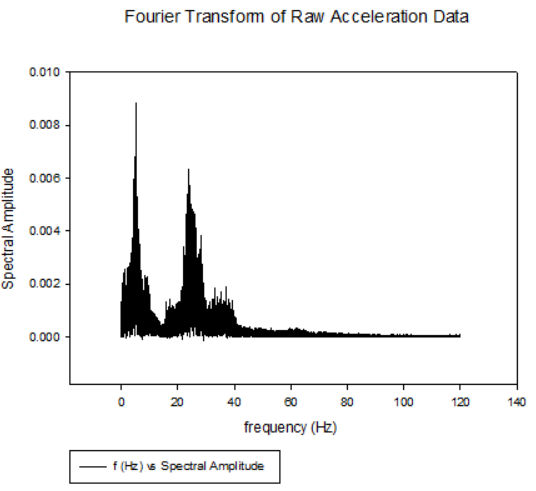 Fourier Transform of Raw Acceleration Data
0.010
0.008
0.006
0.004
0.002
0.000
Spectral Amplitude
0 20 40 60 80 100 120 140
frequency (Hz)
f (Hz) vs Spectral Amplitude